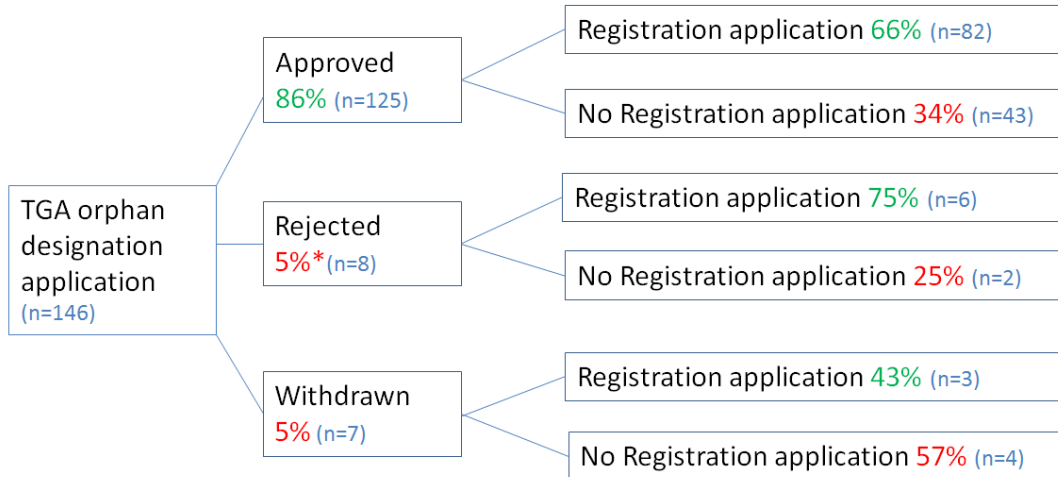 TGA orphan
designation
application
(n=146)
Approved
86% (n=125)
Registration application 66% (n=82)
No Registration application 34% (n=43)
Rejected
5%* (n=8)
Registration application 75% (n=6)
No Registration application 25% (n=2)
Withdrawn
5% (n=7)
Registration application 43% (n=3)
No Registration application 57% (n=4)